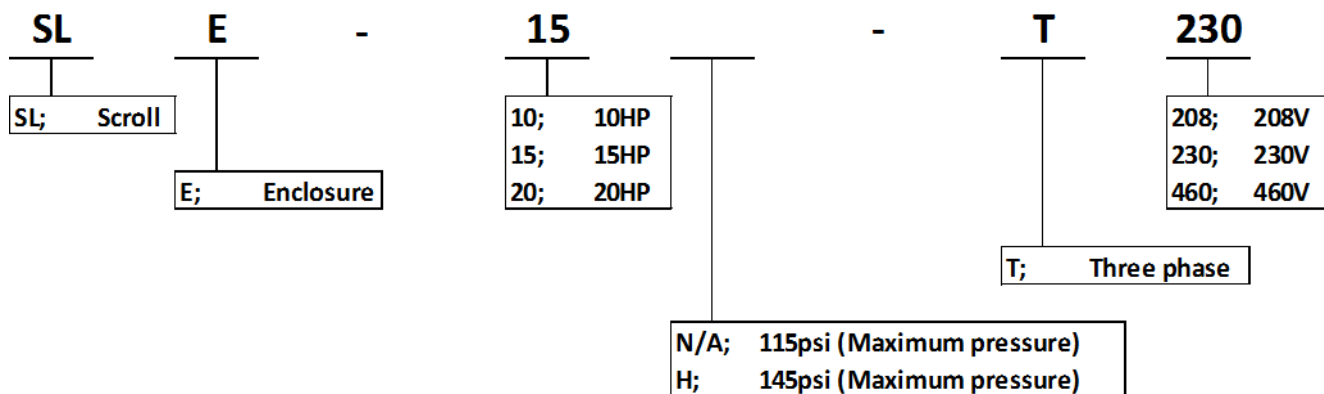 SL E - 15 - T 230
SL; Scroll
10; 10HP
15; 15HP
20; 20HP
208; 208V
230; 230V
460; 460V
E; Enclosure
T; Three phase
N/A; 115psi (Maximum pressure)
H; 145psi (Maximum pressure)